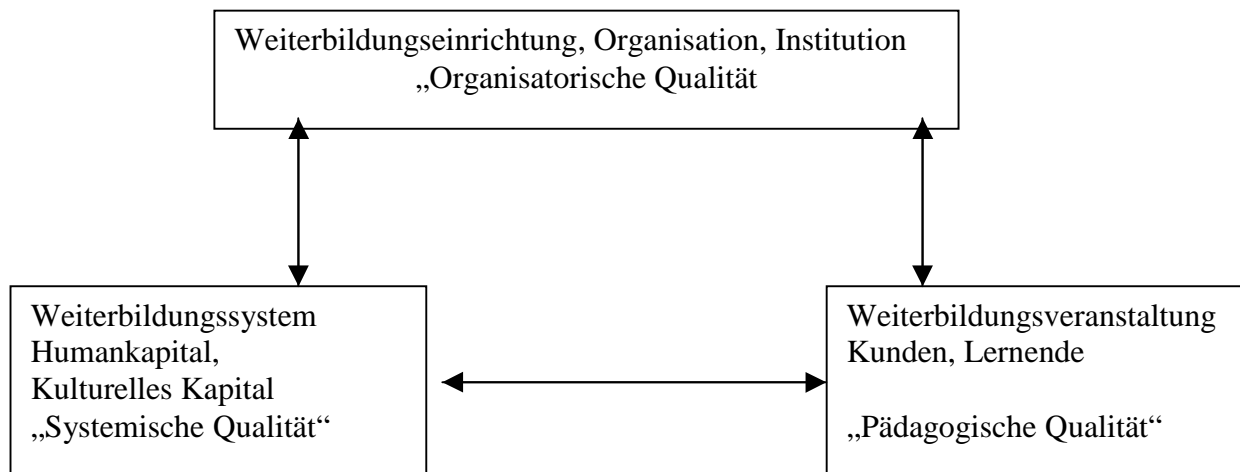 Weiterbildungseinrichtung, Organisation, Institution
„Organisatorische Qualität
Weiterbildungssystem
Humankapital,
Kulturelles Kapital
„Systemische Qualität“
Weiterbildungsveranstaltung
Kunden, Lernende
„Pädagogische Qualität“